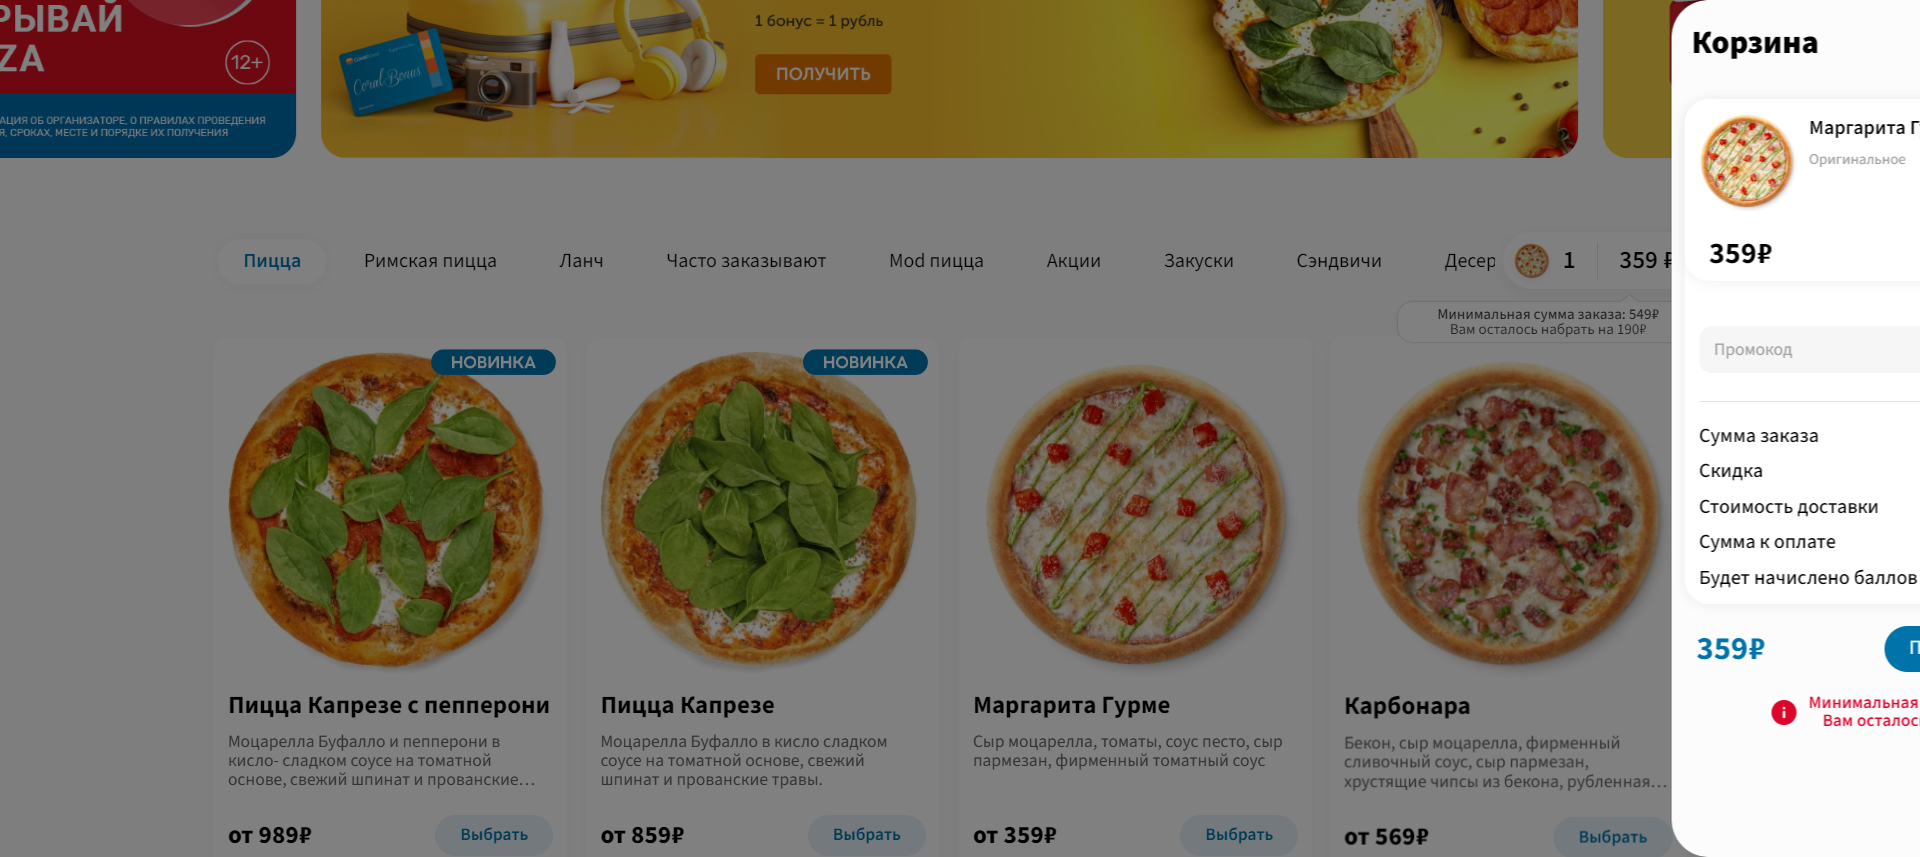 РЫВАЙ
ZA
12+
АЦИЯ ОБ ОРГАНИЗАТОРЕ, О ПРАВИЛАХ ПРОВЕДЕНИЯ
Я, СРОКАХ, МЕСТЕ И ПОРЯДКЕ ИХ ПОЛУЧЕНИЯ
Coral Bonus
1 бонус = 1 рубль
ПОЛУЧИТЬ
Пицца
Римская пицца
Ланч
Часто заказывают
Mod пицца
Акции
Закуски
Сэндвичи
Десер
1
359 ₽
Минимальная сумма заказа: 549₽
Вам осталось набрать на 190₽
НОВИНКА
Пицца Капрезе с пепперони
Моцарелла Буфалло и пепперони в
кисло- сладком соусе на томатной
основе, свежий шпинат и прованские...
от 989₽
Выбрать
НОВИНКА
Пицца Капрезе
Моцарелла Буфалло в кисло сладком
соусе на томатной основе, свежий
шпинат и прованские травы.
от 859₽
Выбрать
Маргарита Гурме
Сыр моцарелла, томаты, соус песто, сыр
пармезан, фирменный томатный соус
от 359₽
Выбрать
Карбонара
Бекон, сыр моцарелла, фирменный
сливочный соус, сыр пармезан,
хрустящие чипсы из бекона, рубленная...
от 569₽
Выбрать
Корзина
Маргарита Г
Оригинальное
359₽
Промокод
Сумма заказа
Скидка
Стоимость доставки
Сумма к оплате
Будет начислено баллов
359₽
П
Минимальная
Вам осталос